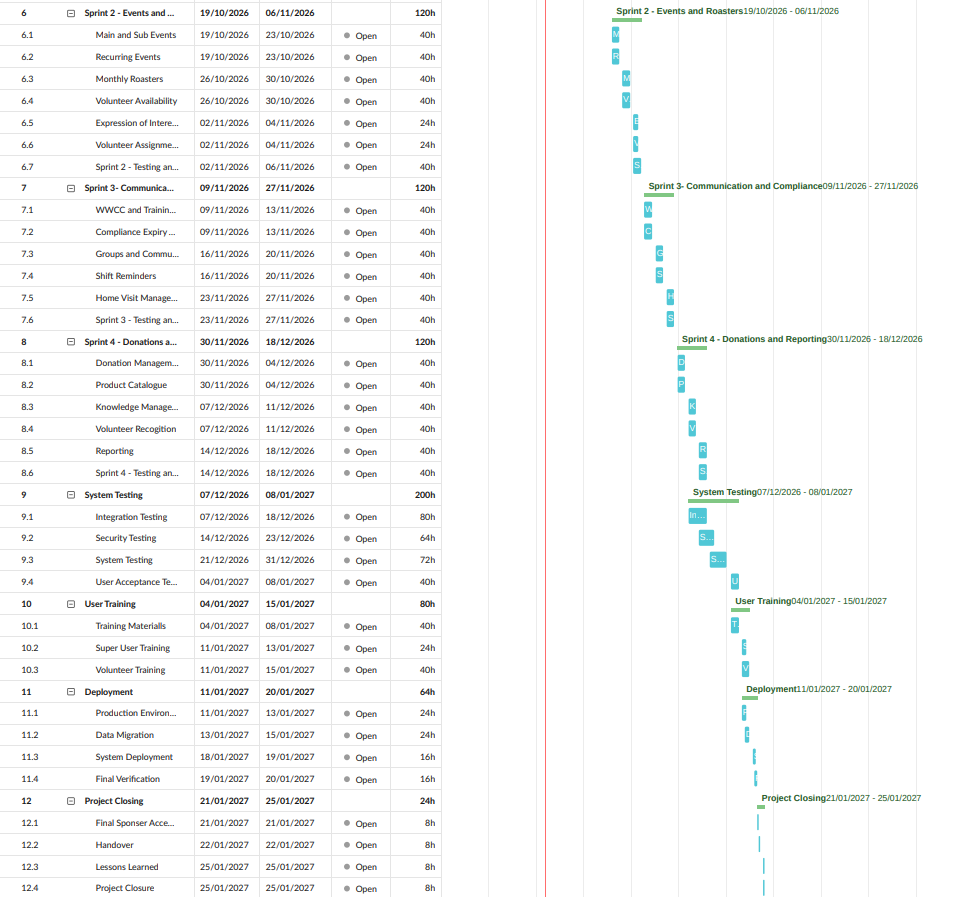 6 Sprint 2 - Events and ... 19/10/2026 06/11/2026 120h Sprint 2 - Events and Roasters19/10/2026 - 06/11/2026
6.1 Main and Sub Events 19/10/2026 23/10/2026 Open 40h M
6.2 Recurring Events 19/10/2026 23/10/2026 Open 40h R
6.3 Monthly Roasters 26/10/2026 30/10/2026 Open 40h M
6.4 Volunteer Availability 26/10/2026 30/10/2026 Open 40h V
6.5 Expression of Intere... 02/11/2026 04/11/2026 Open 24h E
6.6 Volunteer Assignme... 02/11/2026 04/11/2026 Open 24h V
6.7 Sprint 2 - Testing an... 02/11/2026 06/11/2026 Open 40h S
7 Sprint 3- Communica... 09/11/2026 27/11/2026 120h Sprint 3- Communication and Compliance09/11/2026 - 27/11/2026
7.1 WWCC and Trainin... 09/11/2026 13/11/2026 Open 40h W
7.2 Compliance Expiry ... 09/11/2026 13/11/2026 Open 40h C
7.3 Groups and Commu... 16/11/2026 20/11/2026 Open 40h G
7.4 Shift Reminders 16/11/2026 20/11/2026 Open 40h S
7.5 Home Visit Manage... 23/11/2026 27/11/2026 Open 40h H
7.6 Sprint 3 - Testing an... 23/11/2026 27/11/2026 Open 40h S
8 Sprint 4 - Donations a... 30/11/2026 18/12/2026 120h Sprint 4 - Donations and Reporting30/11/2026 - 18/12/2026
8.1 Donation Managem... 30/11/2026 04/12/2026 Open 40h D
8.2 Product Catalogue 30/11/2026 04/12/2026 Open 40h P
8.3 Knowledge Manage... 07/12/2026 11/12/2026 Open 40h K
8.4 Volunteer Recogition 07/12/2026 11/12/2026 Open 40h V
8.5 Reporting 14/12/2026 18/12/2026 Open 40h R
8.6 Sprint 4 - Testing an... 14/12/2026 18/12/2026 Open 40h S
9 System Testing 07/12/2026 08/01/2027 200h System Testing07/12/2026 - 08/01/2027
9.1 Integration Testing 07/12/2026 18/12/2026 Open 80h In...
9.2 Security Testing 14/12/2026 23/12/2026 Open 64h S...
9.3 System Testing 21/12/2026 31/12/2026 Open 72h S...
9.4 User Acceptance Te... 04/01/2027 08/01/2027 Open 40h U
10 User Training 04/01/2027 15/01/2027 80h User Training04/01/2027 - 15/01/2027
10.1 Training Materialls 04/01/2027 08/01/2027 Open 40h T
10.2 Super User Training 11/01/2027 13/01/2027 Open 24h S
10.3 Volunteer Training 11/01/2027 15/01/2027 Open 40h V
11 Deployment 11/01/2027 20/01/2027 64h Deployment11/01/2027 - 20/01/2027
11.1 Production Environ... 11/01/2027 13/01/2027 Open 24h P
11.2 Data Migration 13/01/2027 15/01/2027 Open 24h D
11.3 System Deployment 18/01/2027 19/01/2027 Open 16h
11.4 Final Verification 19/01/2027 20/01/2027 Open 16h
12 Project Closing 21/01/2027 25/01/2027 24h Project Closing21/01/2027 - 25/01/2027
12.1 Final Sponser Acce... 21/01/2027 21/01/2027 Open 8h
12.2 Handover 22/01/2027 22/01/2027 Open 8h
12.3 Lessons Learned 25/01/2027 25/01/2027 Open 8h
12.4 Project Closure 25/01/2027 25/01/2027 Open 8h